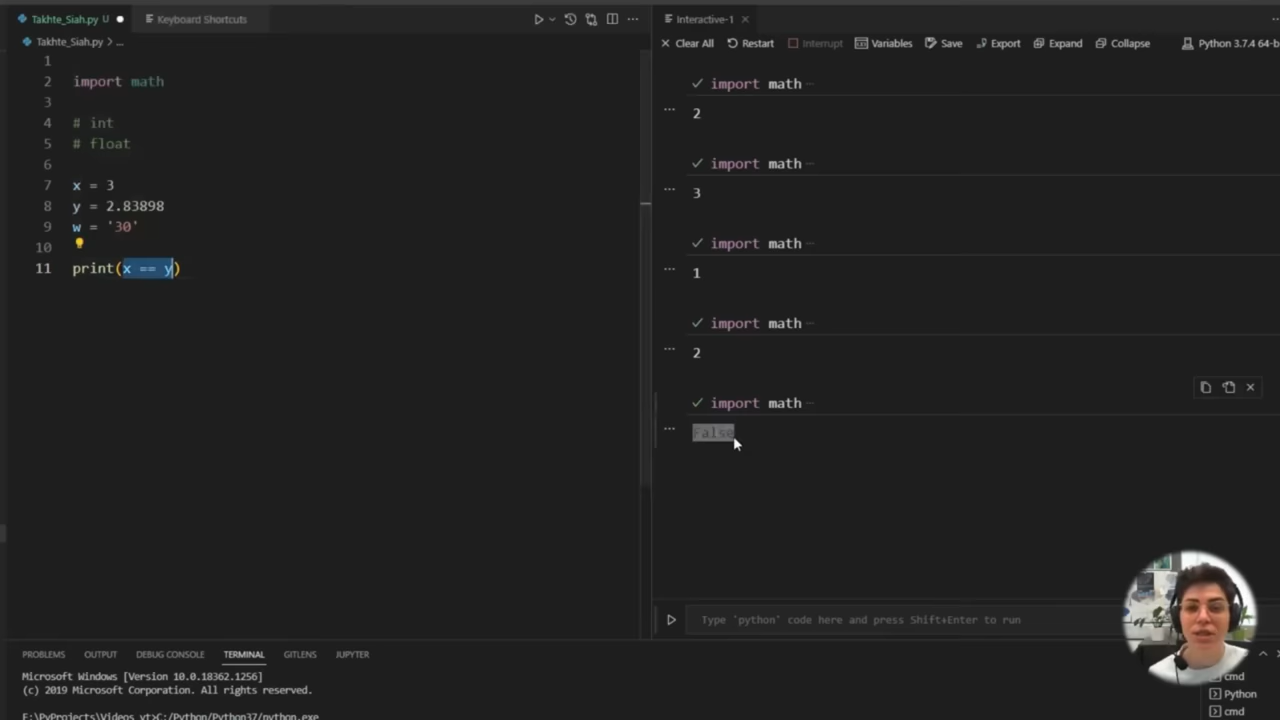 Takhte_Siah.py U
Keyboard Shortcuts
Takhte_Siah.py > ...
1
2 import math
3
4 # int
5 # float
6
7 x = 3
8 y = 2.83898
9 w = '30'
10
11 print(x == y)
Interactive-1
Clear All Restart Interrupt Variables Save Export Expand Collapse Python 3.7.4 64-b
import math
2
import math
3
import math
1
import math
2
import math
False
Type 'python' code here and press Shift+Enter to run
PROBLEMS OUTPUT DEBUG CONSOLE TERMINAL GITLENS JUPYTER
Microsoft Windows [Version 10.0.18362.1256]
(c) 2019 Microsoft Corporation. All rights reserved.
F:\PyProjects\Videos_yt>C:/Python/Python37/python.exe
cmd
Python
cmd